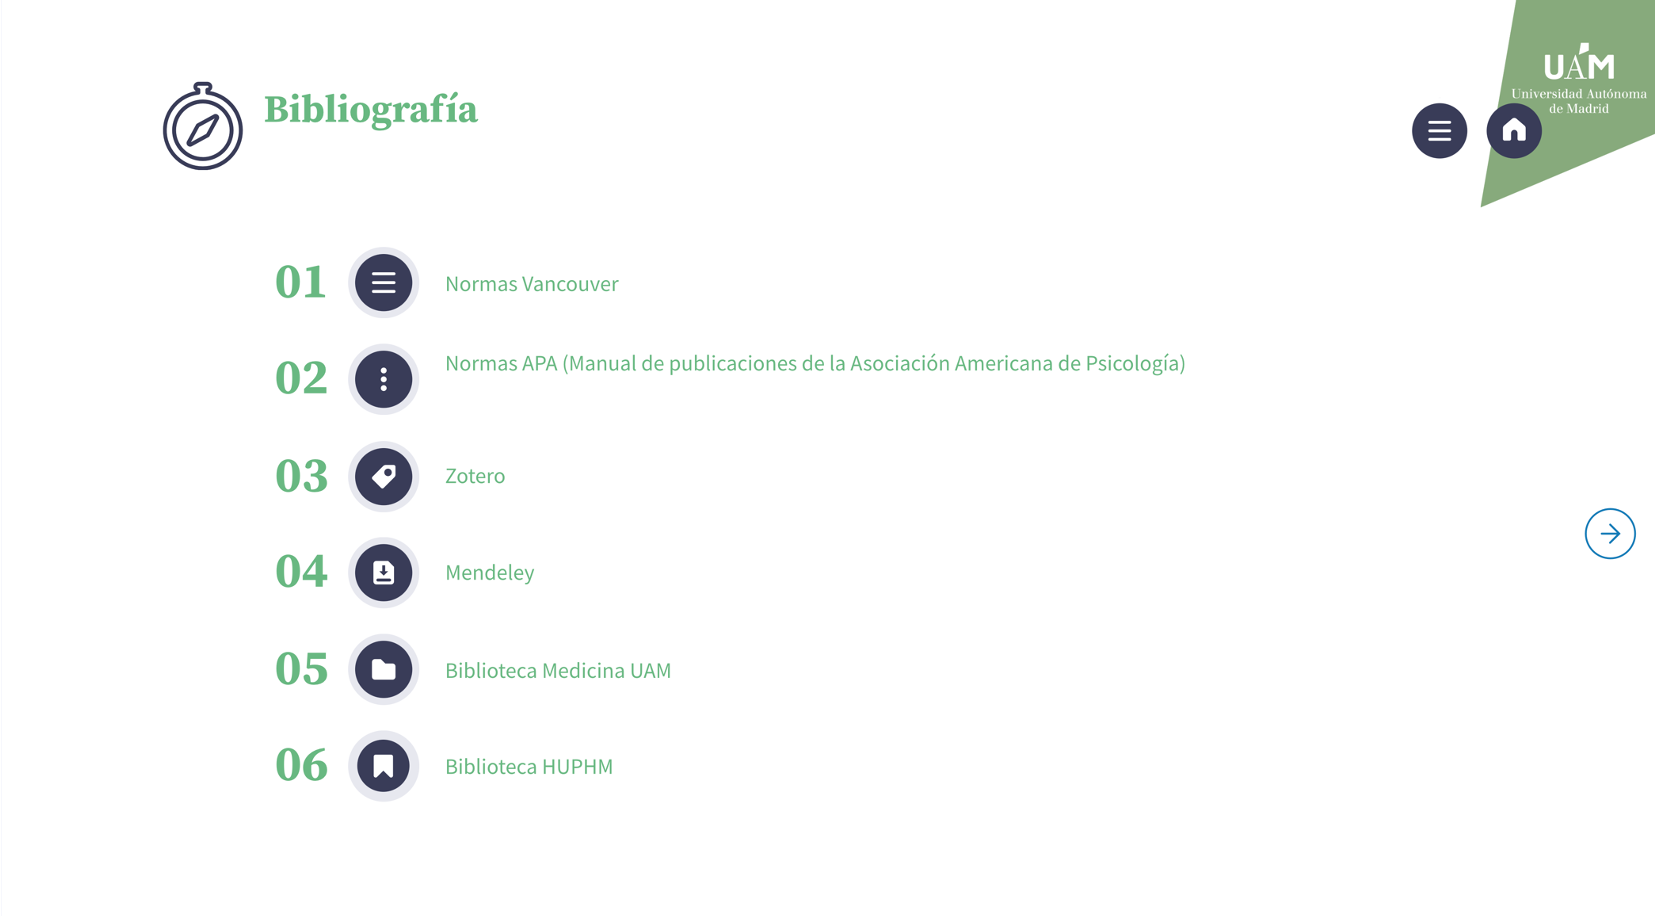 UAM
Universidad Autónoma
de Madrid
Bibliografía
01 Normas Vancouver
02 Normas APA (Manual de publicaciones de la Asociación Americana de Psicología)
03 Zotero
04 Mendeley
05 Biblioteca Medicina UAM
06 Biblioteca HUPHM